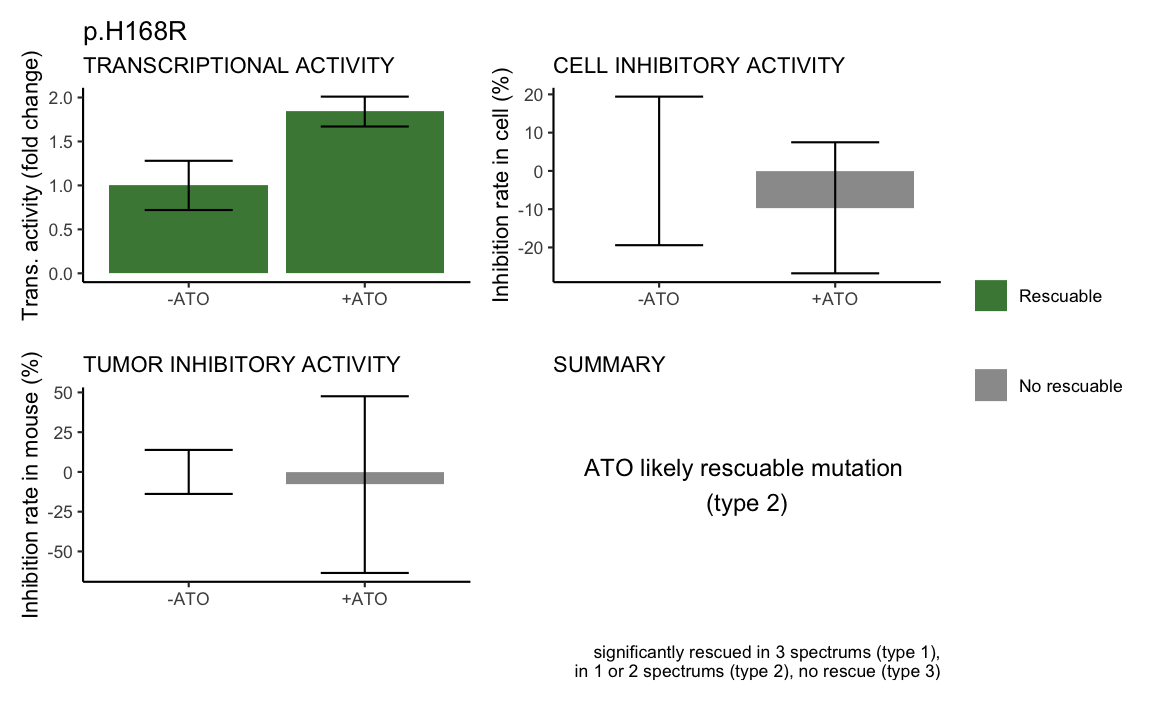 p.H168R
TRANSCRIPTIONAL ACTIVITY
Trans. activity (fold change)
2.0
1.5
1.0
0.5
0.0
-ATO
+ATO
CELL INHIBITORY ACTIVITY
Inhibition rate in cell (%)
20
10
0
-10
-20
-ATO
+ATO
Rescuable
No rescuable
TUMOR INHIBITORY ACTIVITY
Inhibition rate in mouse (%)
50
25
0
-25
-50
-ATO
+ATO
SUMMARY
ATO likely rescuable mutation
(type 2)
significantly rescued in 3 spectrums (type 1),
in 1 or 2 spectrums (type 2), no rescue (type 3)